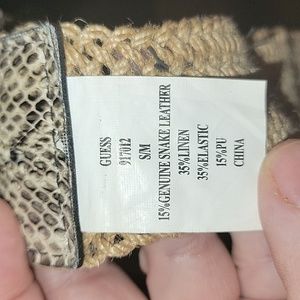 GUESS
917012
S/M
15%GENUINE SNAKE LEATHER
35%LINEN
35%ELASTIC
15%PU
CHINA